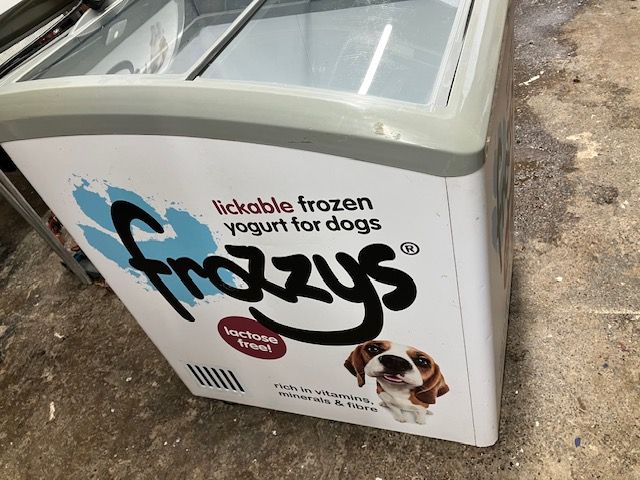 lickable frozen
yogurt for dogs
frozzys®
lactose
free!
rich in vitamins,
minerals & fibre